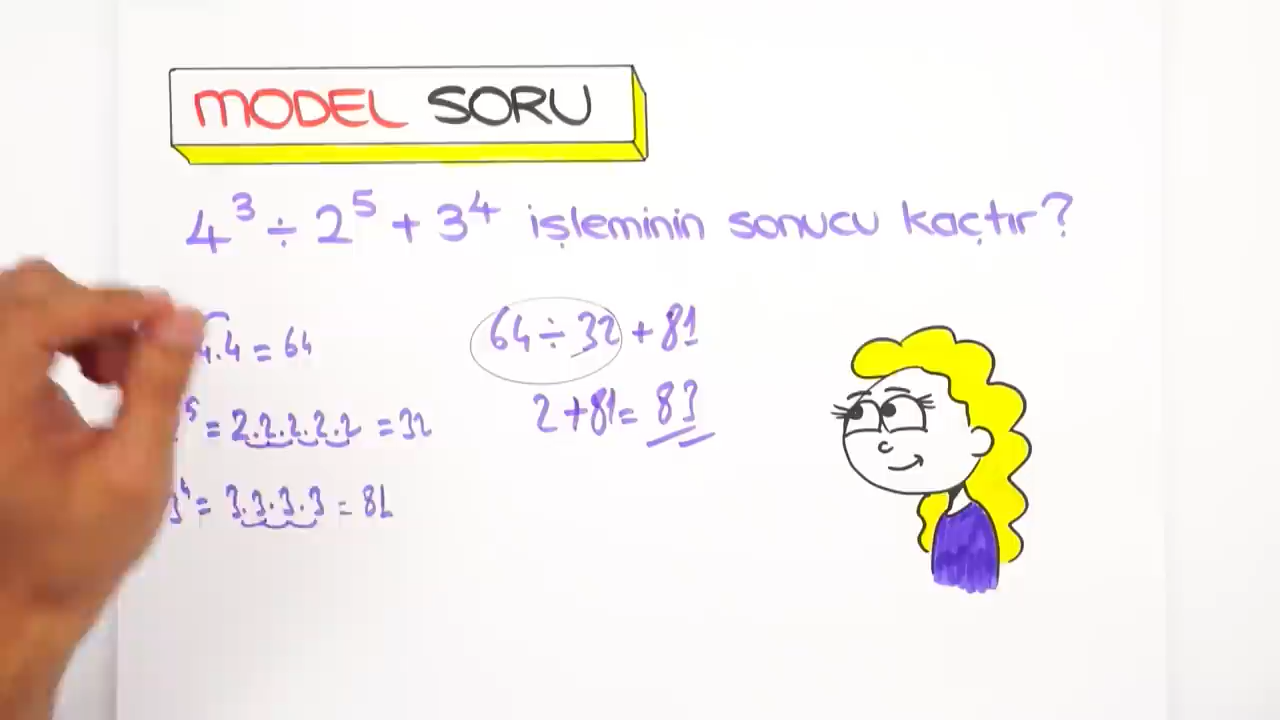 MODEL SORU
4³ ÷ 2⁵ + 3⁴ işleminin sonucu kaçtır?
4.4 = 64
⁵ = 2.2.2.2.2 = 32
3⁴ = 3.3.3.3 = 81
64 ÷ 32 + 81
2 + 81 = 83